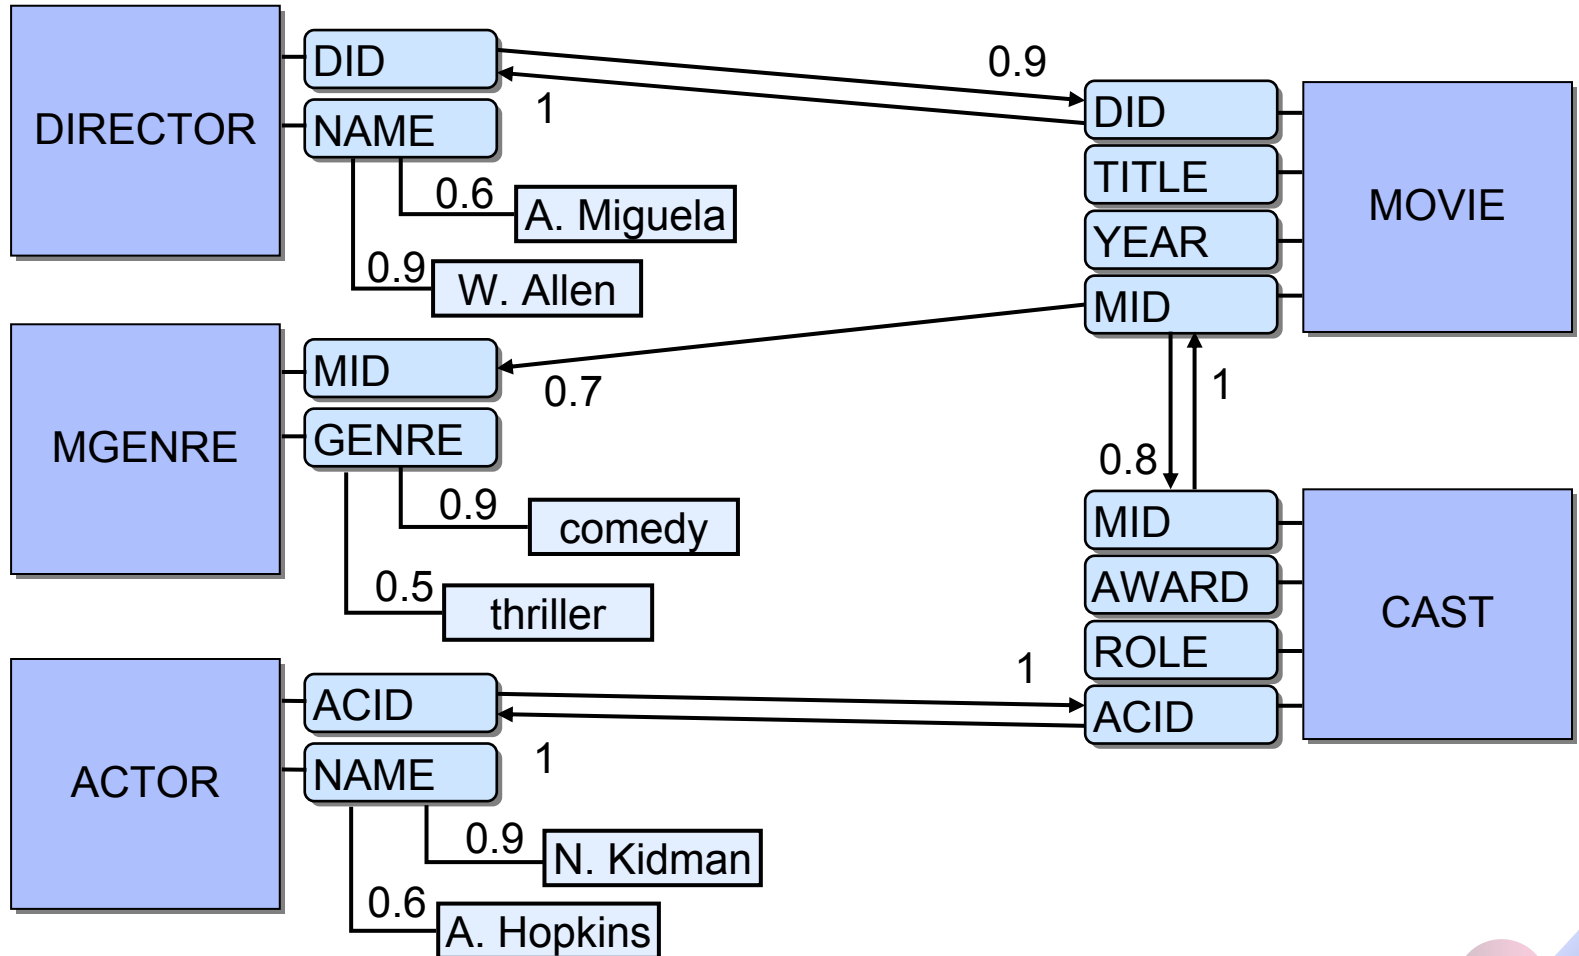 DIRECTOR
DID
NAME
0.6
A. Miguela
0.9
W. Allen
0.9
1
DID
TITLE
YEAR
MID
MOVIE
MGENRE
MID
GENRE
0.7
0.9
comedy
0.5
thriller
1
0.8
MID
AWARD
ROLE
ACID
CAST
ACTOR
ACID
NAME
1
1
0.9
N. Kidman
0.6
A. Hopkins